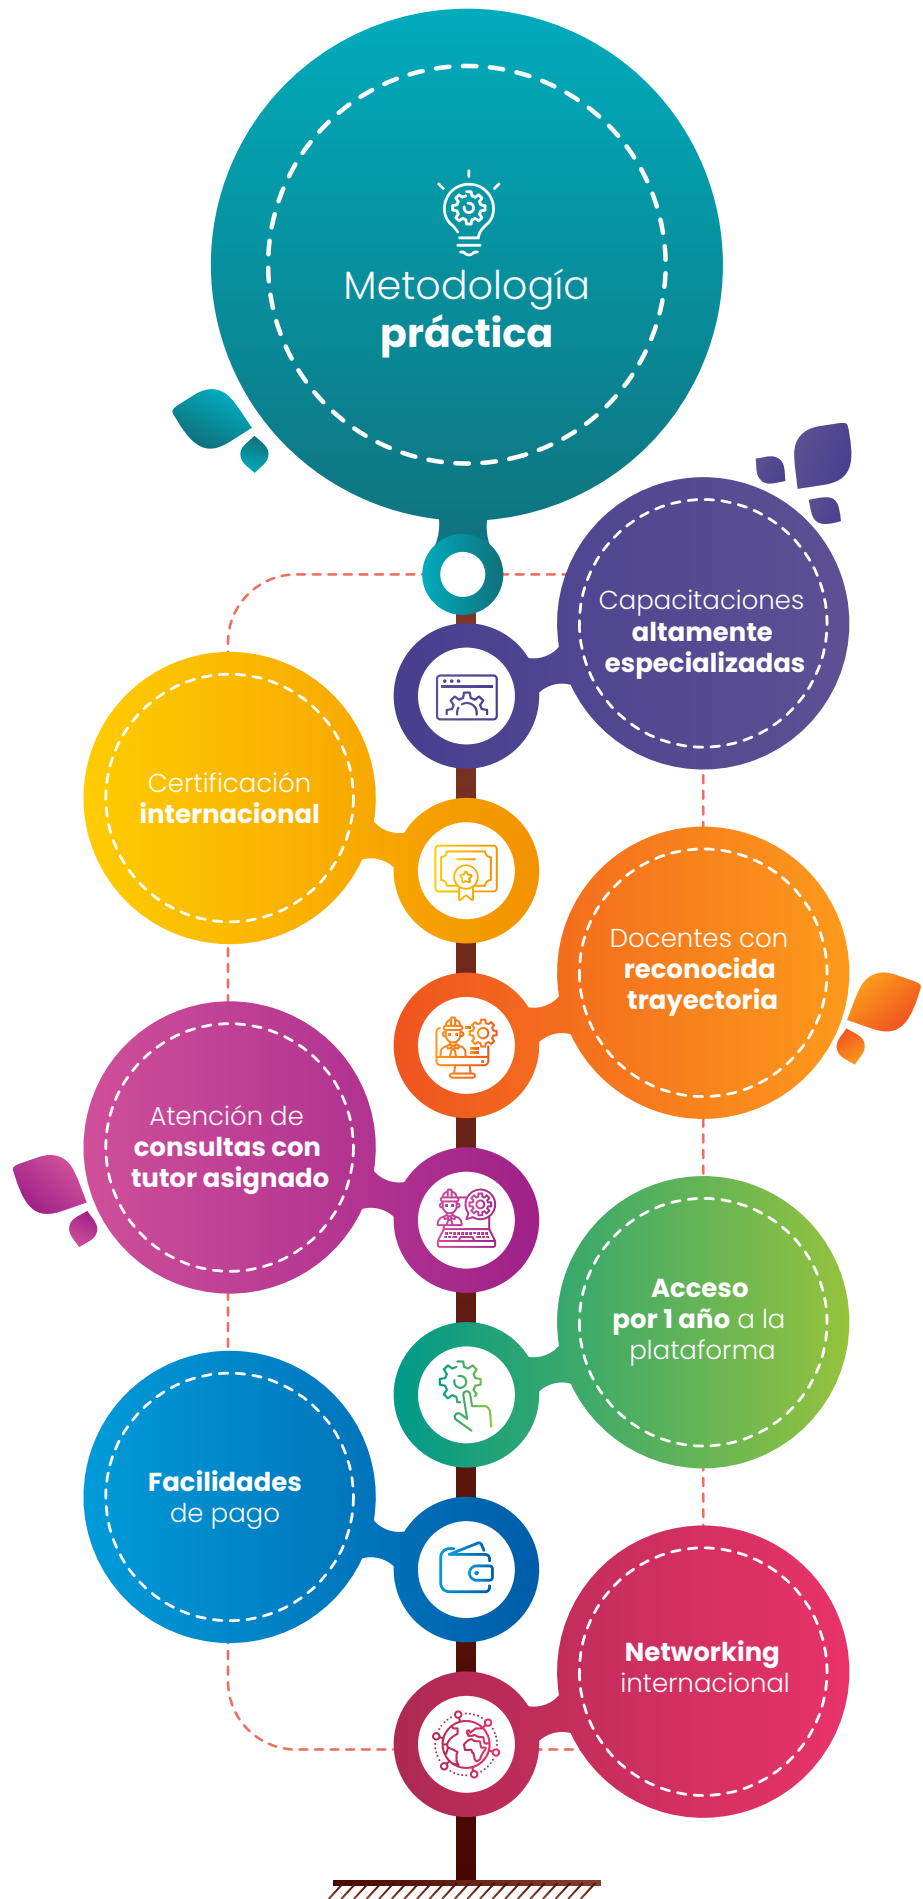 Metodología
práctica
Capacitaciones
altamente
especializadas
Certificación
internacional
Docentes con
reconocida
trayectoria
Atención de
consultas con
tutor asignado
Acceso
por 1 año a la
plataforma
Facilidades
de pago
Networking
internacional